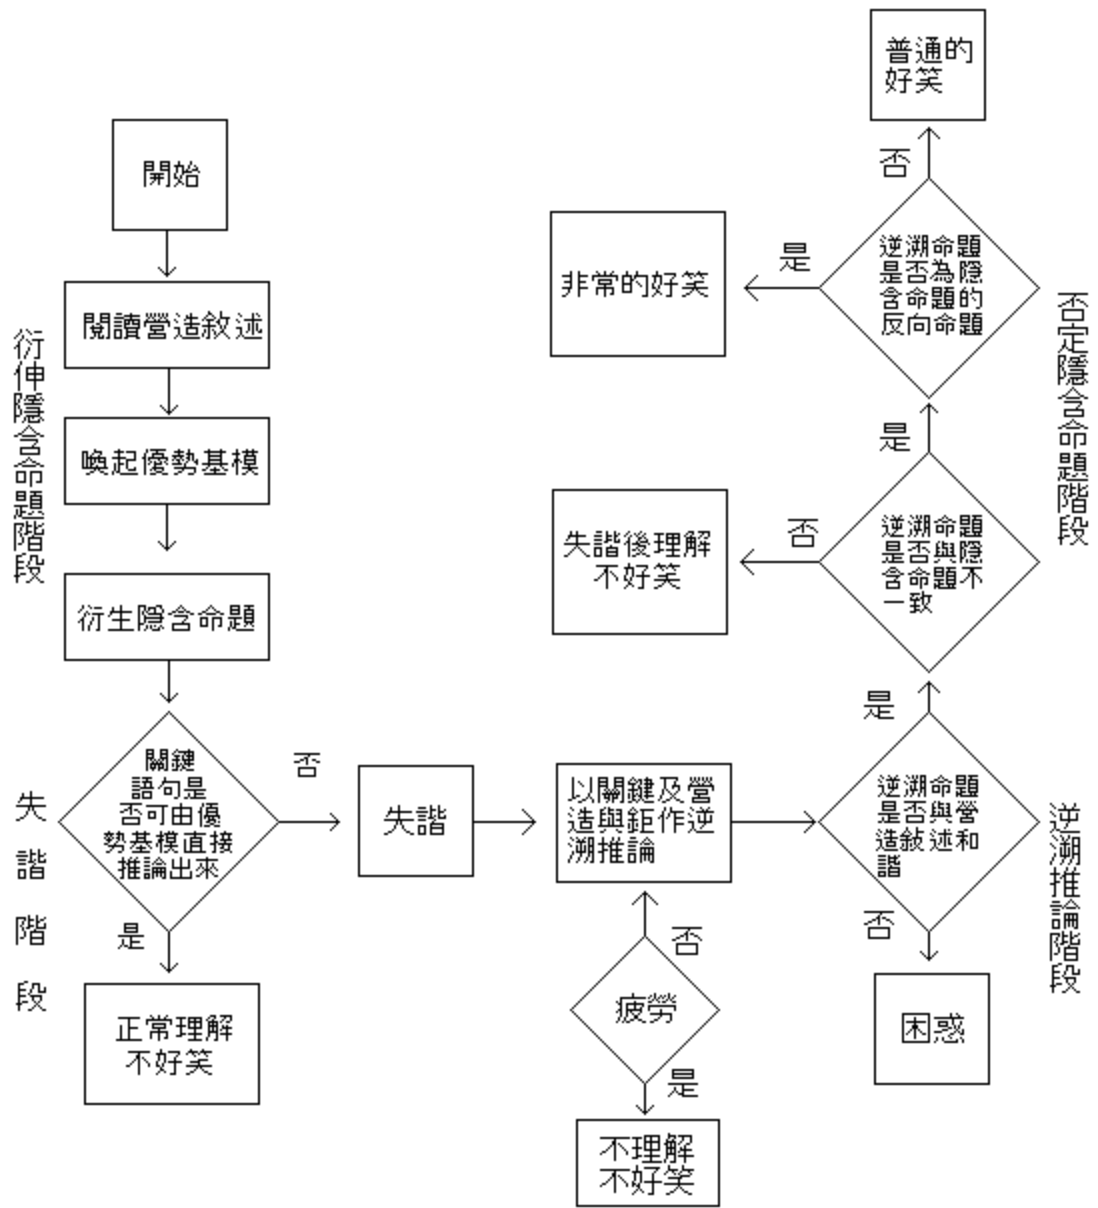 開始
閱讀營造敘述
喚起優勢基模
衍生隱含命題
衍伸隱含命題階段
關鍵
語句是
否可由優
勢基模直接
推論出來
是
否
正常理解
不好笑
失諧階段
失諧
以關鍵及營
造與鉅作逆
溯推論
疲勞
否
是
不理解
不好笑
逆溯命題
是否與營
造敘述和
諧
否
困惑
是
逆溯推論階段
逆溯命題
是否與隱
含命題不
一致
否
失諧後理解
不好笑
是
逆溯命題
是否為隱
含命題的
反向命題
是
非常的好笑
否
普通的
好笑
否定隱含命題階段